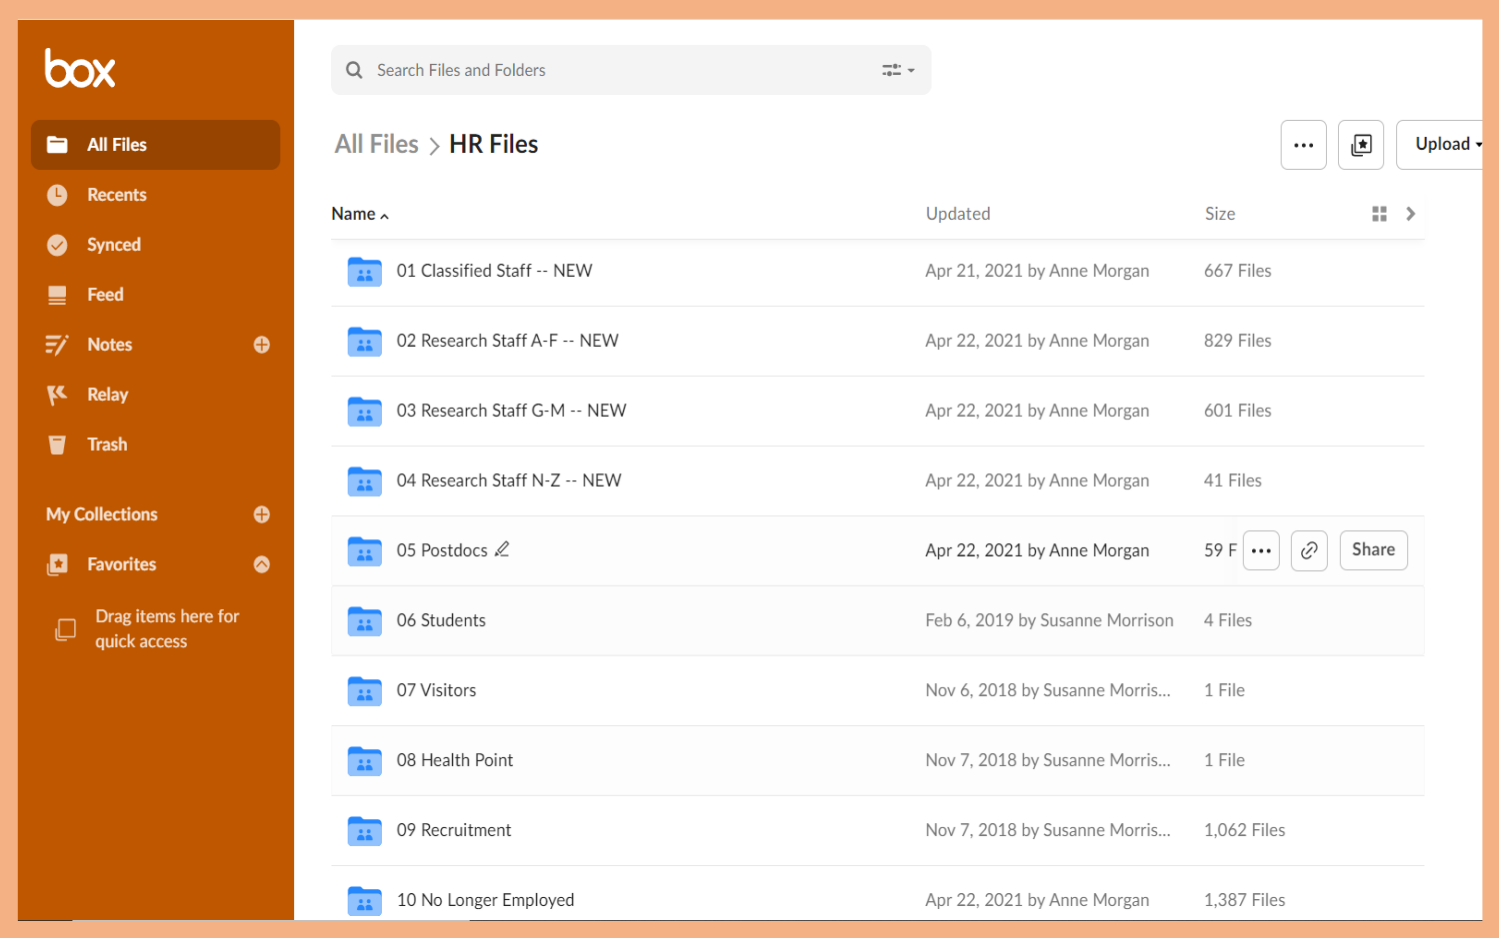 box
Search Files and Folders
All Files
Recents
Synced
Feed
Notes
Relay
Trash
My Collections
Favorites
Drag items here for
quick access
All Files > HR Files
Upload
Name Updated Size
01 Classified Staff -- NEW Apr 21, 2021 by Anne Morgan 667 Files
02 Research Staff A-F -- NEW Apr 22, 2021 by Anne Morgan 829 Files
03 Research Staff G-M -- NEW Apr 22, 2021 by Anne Morgan 601 Files
04 Research Staff N-Z -- NEW Apr 22, 2021 by Anne Morgan 41 Files
05 Postdocs Apr 22, 2021 by Anne Morgan 59 F Share
06 Students Feb 6, 2019 by Susanne Morrison 4 Files
07 Visitors Nov 6, 2018 by Susanne Morris... 1 File
08 Health Point Nov 7, 2018 by Susanne Morris... 1 File
09 Recruitment Nov 7, 2018 by Susanne Morris... 1,062 Files
10 No Longer Employed Apr 22, 2021 by Anne Morgan 1,387 Files